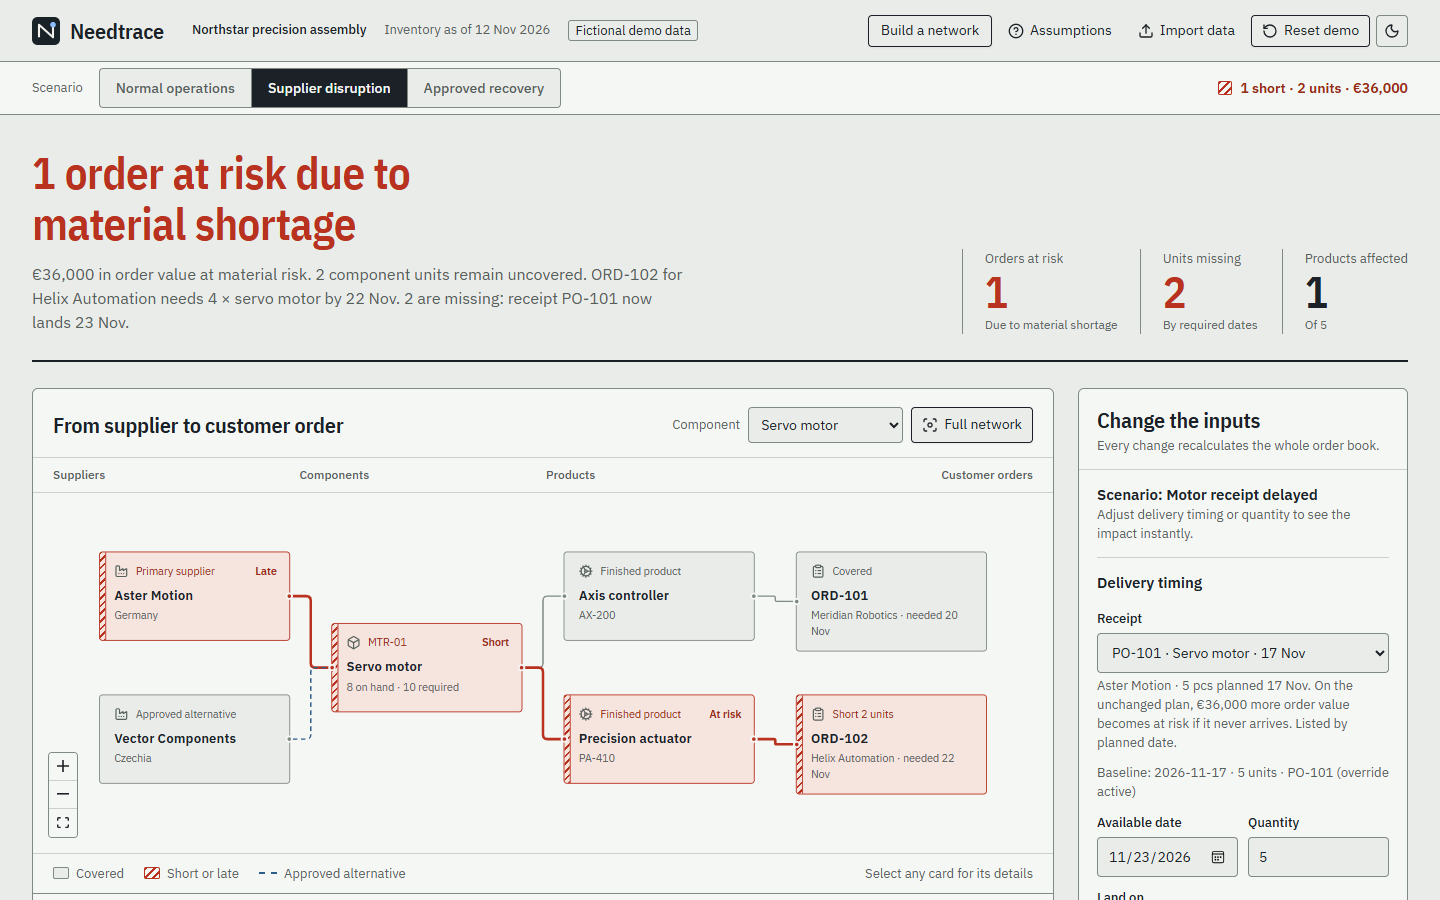 Needtrace
Northstar precision assembly
Inventory as of 12 Nov 2026
Fictional demo data
Build a network
Assumptions
Import data
Reset demo
Scenario
Normal operations
Supplier disruption
Approved recovery
1 short · 2 units · €36,000
1 order at risk due to
material shortage
€36,000 in order value at material risk. 2 component units remain uncovered. ORD-102 for
Helix Automation needs 4 × servo motor by 22 Nov. 2 are missing: receipt PO-101 now
lands 23 Nov.
Orders at risk
1
Due to material shortage
Units missing
2
By required dates
Products affected
1
Of 5
From supplier to customer order
Component
Servo motor
Full network
Suppliers
Components
Products
Customer orders
Primary supplier
Late
Aster Motion
Germany
Approved alternative
Vector Components
Czechia
MTR-01
Short
Servo motor
8 on hand · 10 required
Finished product
Axis controller
AX-200
Finished product
At risk
Precision actuator
PA-410
Covered
ORD-101
Meridian Robotics · needed 20
Nov
Short 2 units
ORD-102
Helix Automation · needed 22
Nov
Covered
Short or late
Approved alternative
Select any card for its details
Change the inputs
Every change recalculates the whole order book.
Scenario: Motor receipt delayed
Adjust delivery timing or quantity to see the
impact instantly.
Delivery timing
Receipt
PO-101 · Servo motor · 17 Nov
Aster Motion · 5 pcs planned 17 Nov. On the
unchanged plan, €36,000 more order value
becomes at risk if it never arrives. Listed by
planned date.
Baseline: 2026-11-17 · 5 units · PO-101 (override
active)
Available date
Quantity
11/23/2026
5
Land on